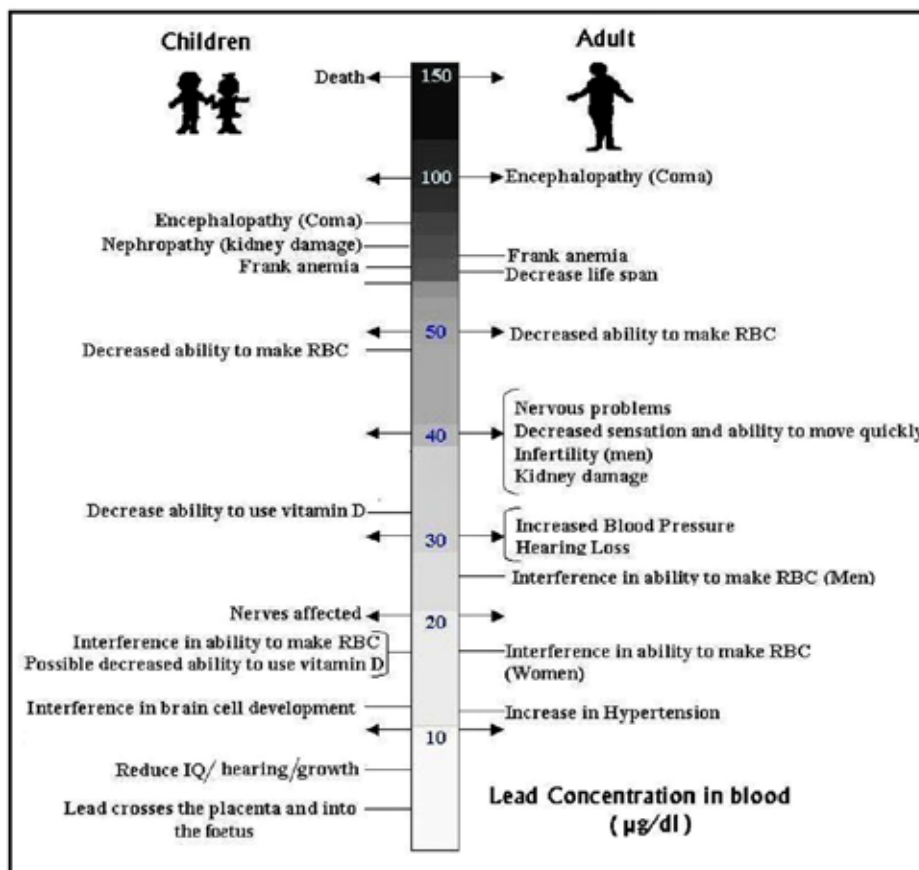 Children
Adult
Death
150
100
Encephalopathy (Coma)
Encephalopathy (Coma)
Nephropathy (kidney damage)
Frank anemia
Frank anemia
Decrease life span
50
Decreased ability to make RBC
Decreased ability to make RBC
Nervous problems
Decreased sensation and ability to move quickly
Infertility (men)
Kidney damage
40
Decrease ability to use vitamin D
Increased Blood Pressure
Hearing Loss
30
Interference in ability to make RBC (Men)
Nerves affected
20
Interference in ability to make RBC
Possible decreased ability to use vitamin D
Interference in ability to make RBC
(Women)
Interference in brain cell development
Increase in Hypertension
10
Reduce IQ/ hearing/growth
Lead crosses the placenta and into
the foetus
Lead Concentration in blood
( µg/dl )